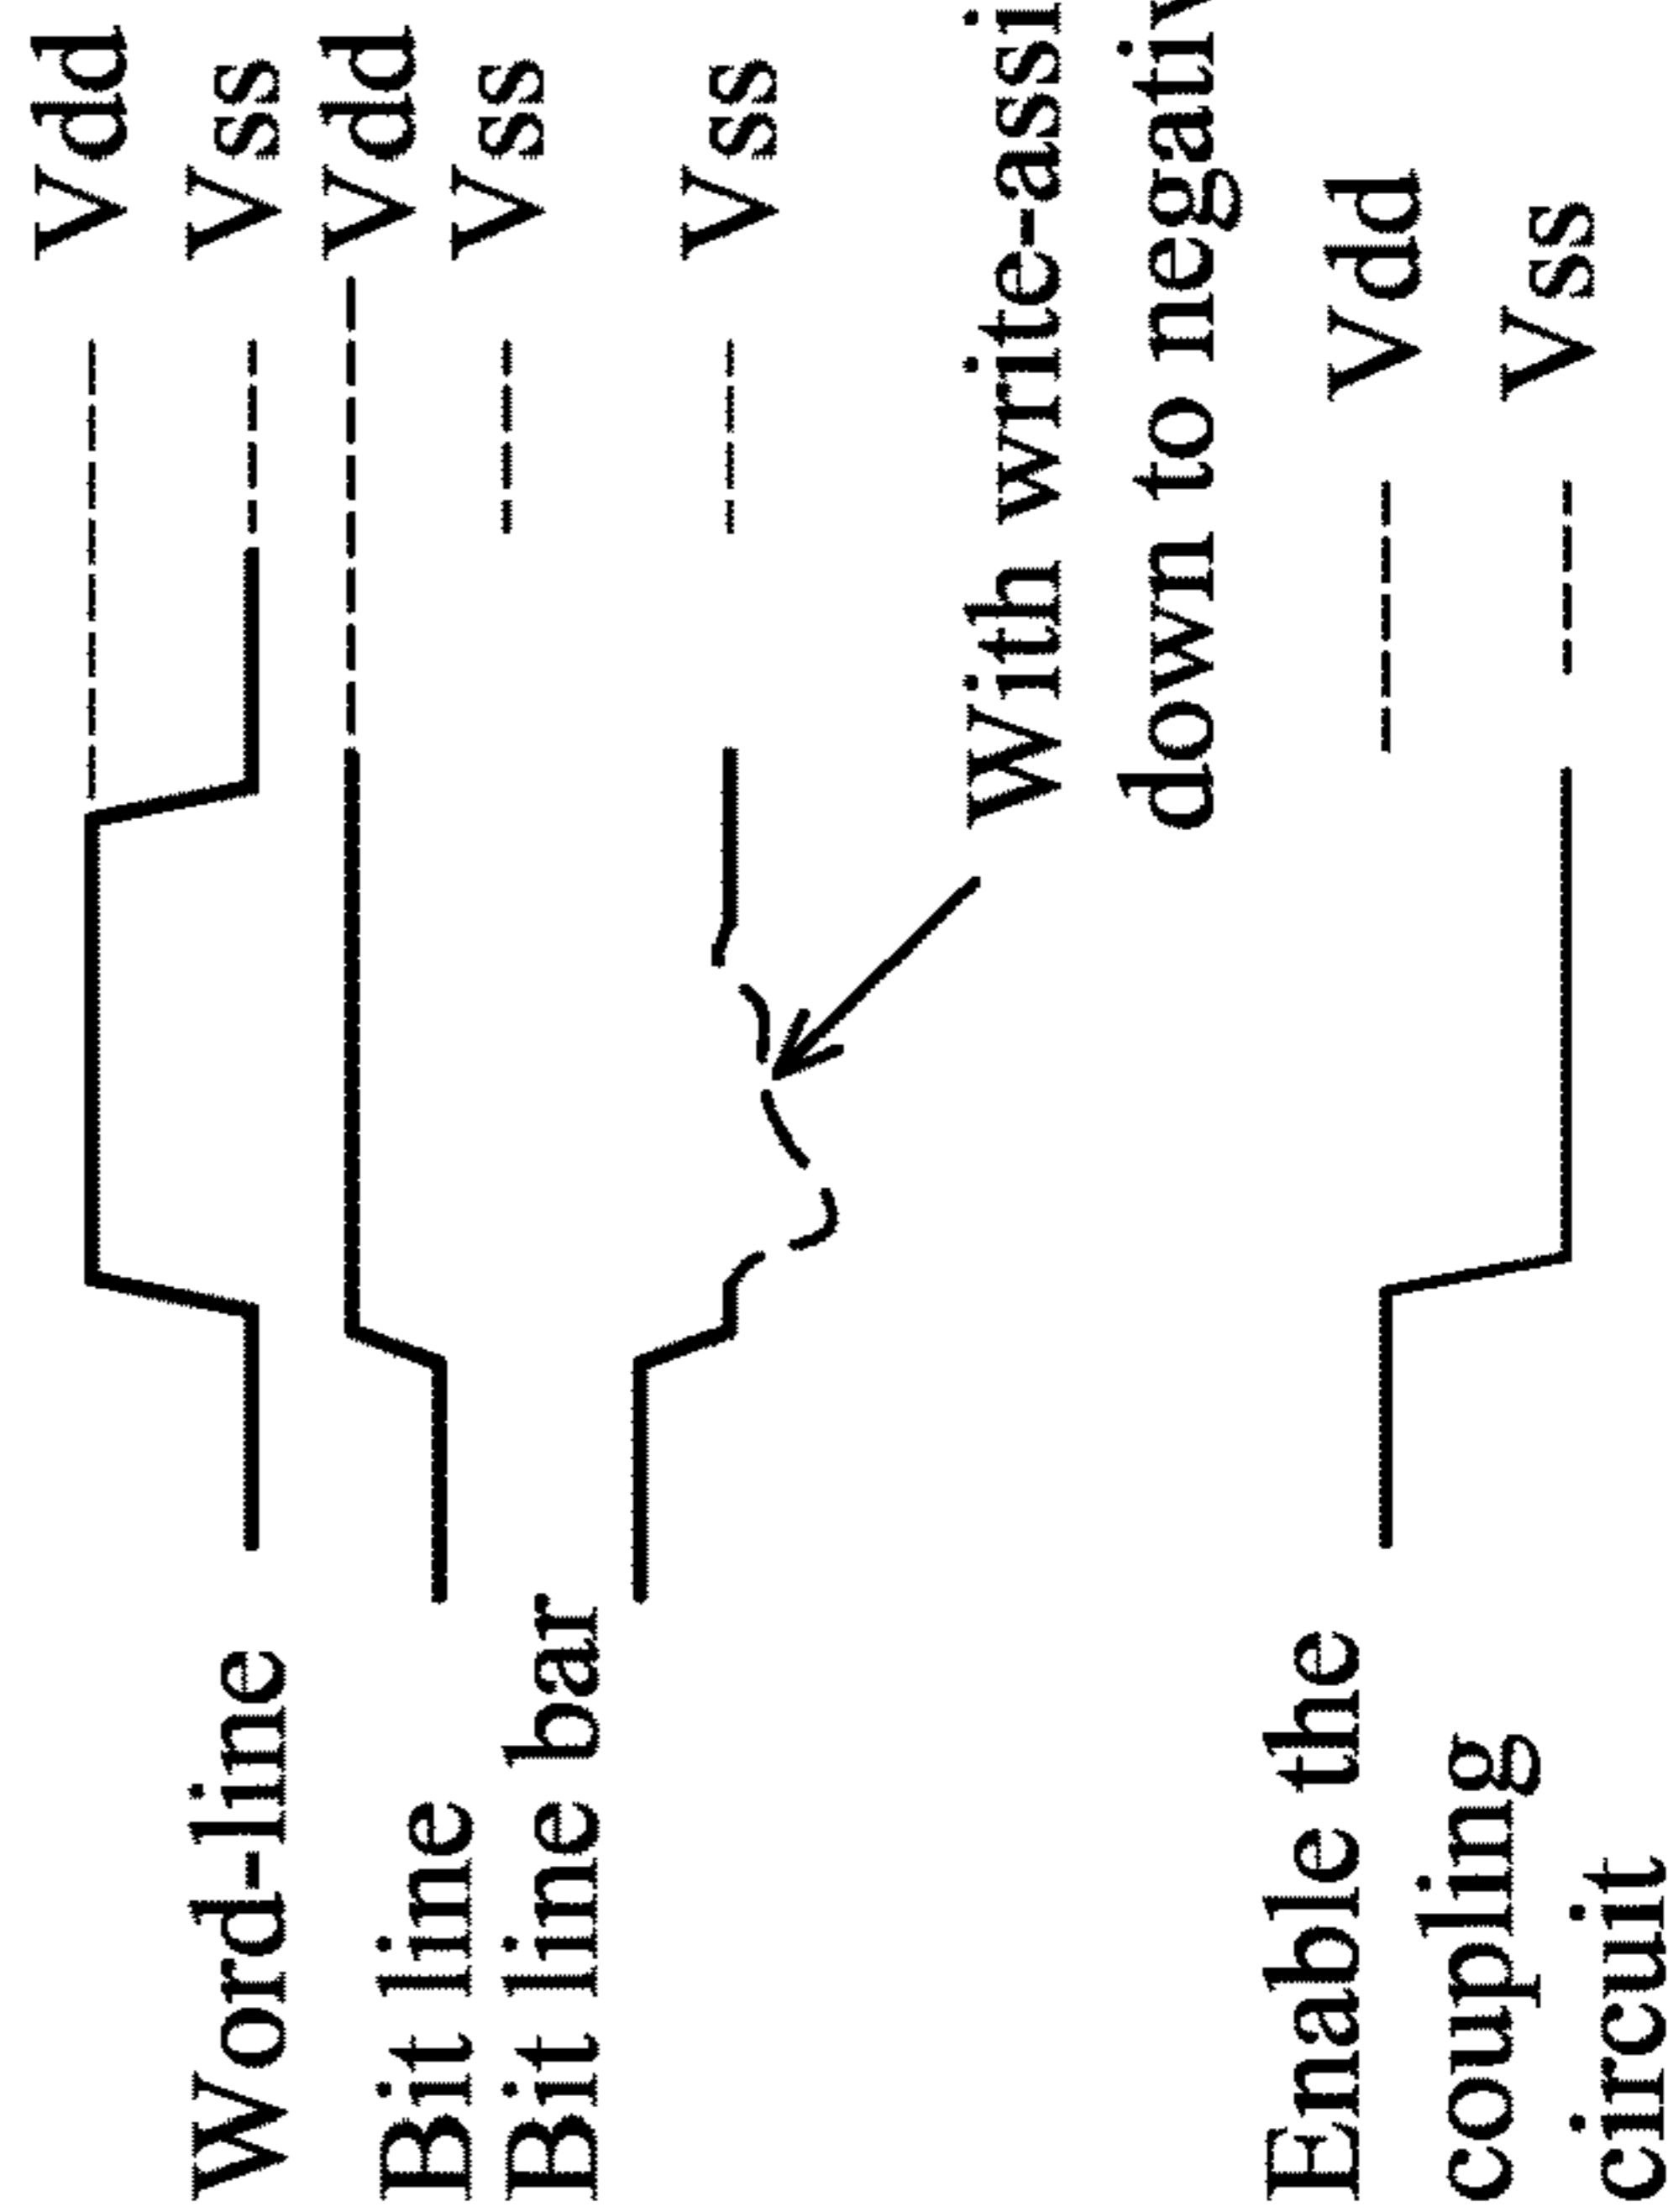 Vdd
Word-line
Vss
Vdd
Bit line
Vss
Bit line bar
Vss
With write-assi
down to negativ
Enable the
coupling
circuit
Vdd
Vss